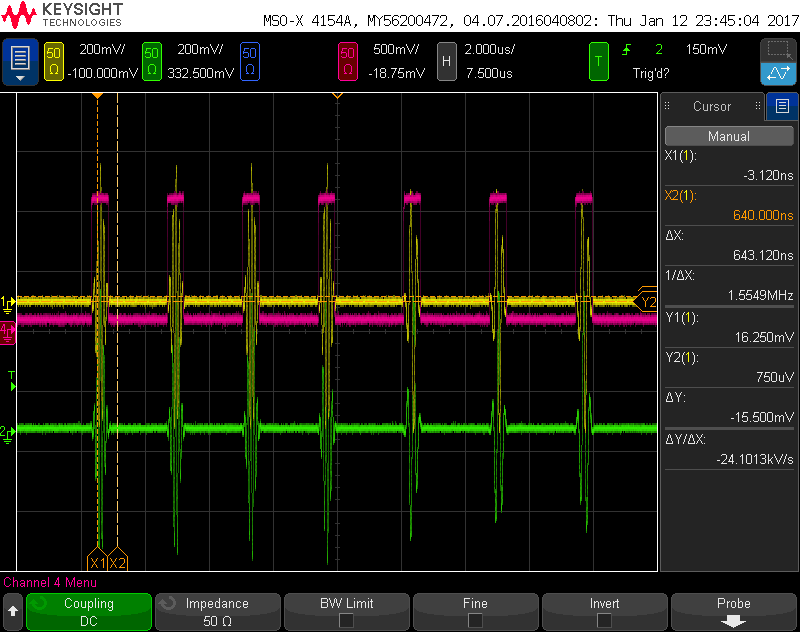 KEYSIGHT
TECHNOLOGIES
MSO-X 4154A, MY56200472, 04.07.2016040802: Thu Jan 12 23:45:04 2017
50 Ω 200mV/ -100.000mV
50 Ω 200mV/ 332.500mV
50 Ω
50 Ω 500mV/ -18.75mV
H 2.000us/ 7.500us
T 2 150mV
Trig'd?
Cursor
Manual
X1(1):
-3.120ns
X2(1):
640.000ns
ΔX:
643.120ns
1/ΔX:
1.5549MHz
Y1(1):
16.250mV
Y2(1):
750uV
ΔY:
-15.500mV
ΔY/ΔX:
-24.1013kV/s
1
Y2
4
T
2
X1 X2
Channel 4 Menu
Coupling
DC
Impedance
50 Ω
BW Limit
Fine
Invert
Probe